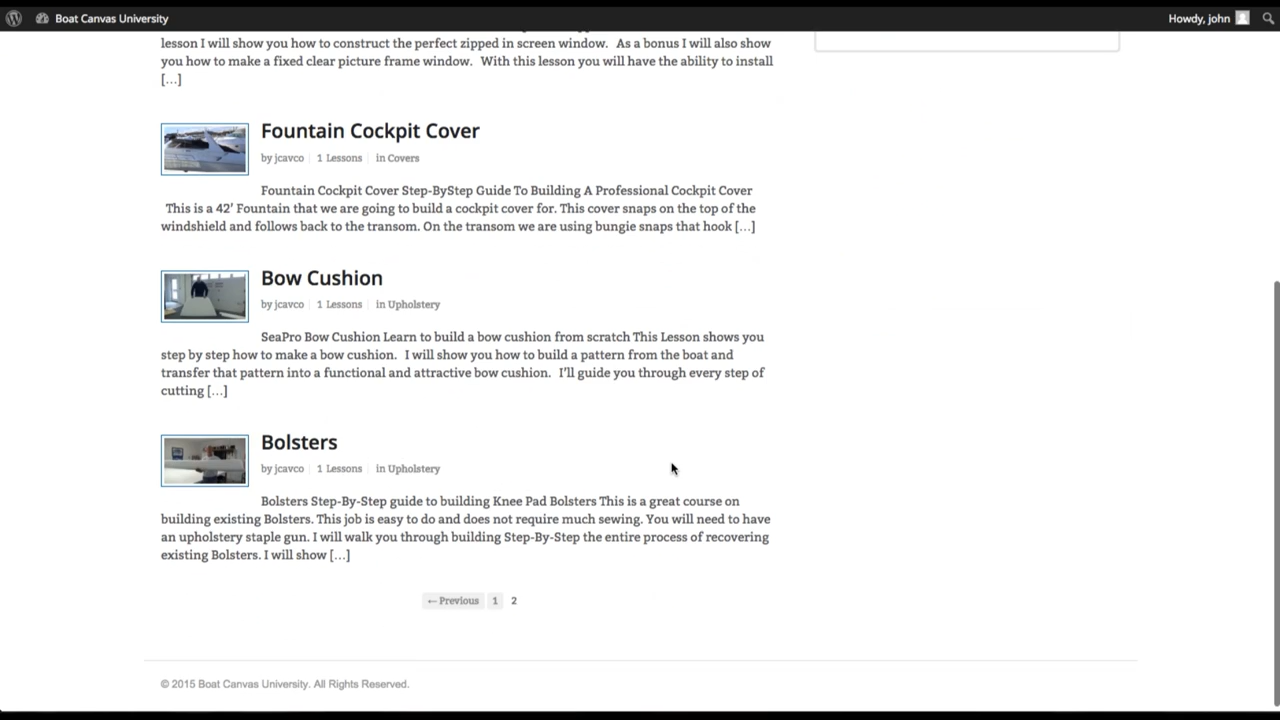 Boat Canvas University
Howdy, john
lesson I will show you how to construct the perfect zipped in screen window. As a bonus I will also show
you how to make a fixed clear picture frame window. With this lesson you will have the ability to install
[…]
Fountain Cockpit Cover
by jcavco 1 Lessons in Covers
Fountain Cockpit Cover Step-ByStep Guide To Building A Professional Cockpit Cover
This is a 42' Fountain that we are going to build a cockpit cover for. This cover snaps on the top of the
windshield and follows back to the transom. On the transom we are using bungie snaps that hook […]
Bow Cushion
by jcavco 1 Lessons in Upholstery
SeaPro Bow Cushion Learn to build a bow cushion from scratch This Lesson shows you
step by step how to make a bow cushion. I will show you how to build a pattern from the boat and
transfer that pattern into a functional and attractive bow cushion. I'll guide you through every step of
cutting […]
Bolsters
by jcavco 1 Lessons in Upholstery
Bolsters Step-By-Step guide to building Knee Pad Bolsters This is a great course on
building existing Bolsters. This job is easy to do and does not require much sewing. You will need to have
an upholstery staple gun. I will walk you through building Step-By-Step the entire process of recovering
existing Bolsters. I will show […]
← Previous 1 2
© 2015 Boat Canvas University. All Rights Reserved.